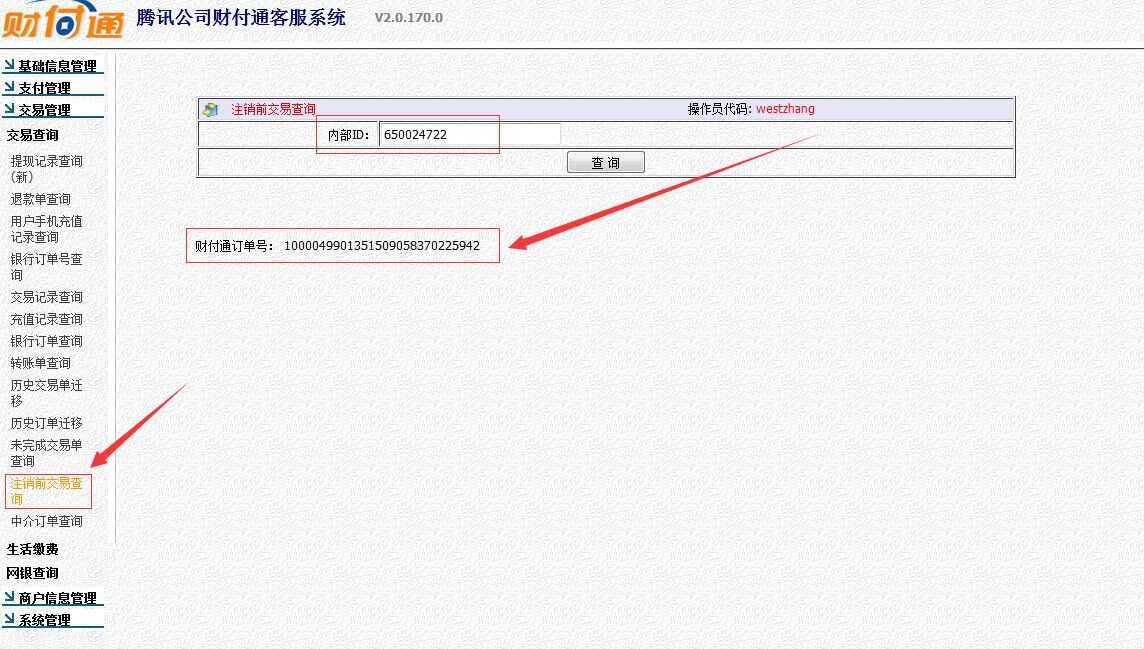 财付通
腾讯公司财付通客服系统 V2.0.170.0
基础信息管理
支付管理
交易管理
交易查询
提现记录查询
(新)
退款单查询
用户手机充值
记录查询
银行订单号查
询
交易记录查询
充值记录查询
银行订单查询
转账单查询
历史交易单迁
移
历史订单迁移
未完成交易单
查询
注销前交易查
询
中介订单查询
生活缴费
网银查询
商户信息管理
系统管理
注销前交易查询 操作员代码: westzhang
内部ID: 650024722
查 询
财付通订单号: 1000049901351509058370225942